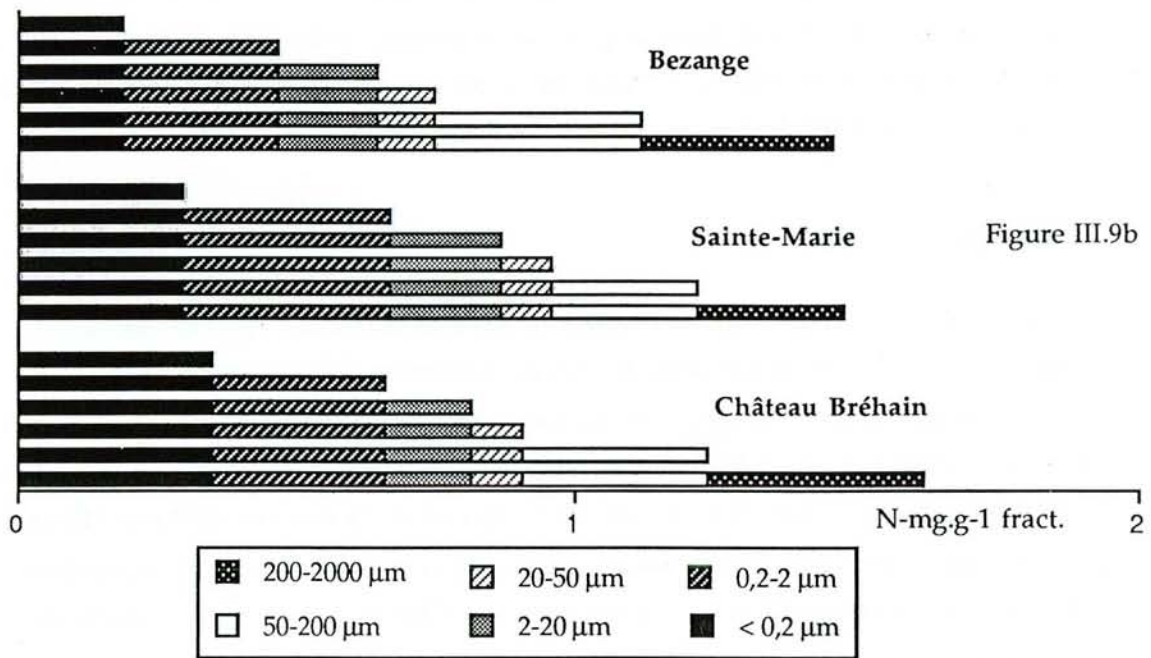 Bezange
Sainte-Marie
Figure III.9b
Château Bréhain
0
1
N-mg.g-1 fract.
2
200-2000 µm
20-50 µm
0,2-2 µm
50-200 µm
2-20 µm
< 0,2 µm